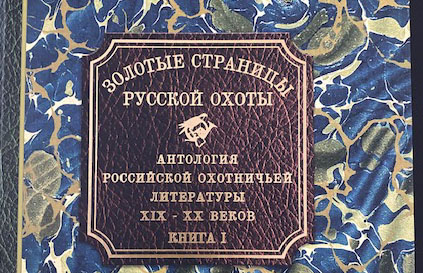 ЗОЛОТЫЕ СТРАНИЦЫ
РУССКОЙ ОХОТЫ
АНТОЛОГИЯ
РОССИЙСКОЙ ОХОТНИЧЬЕЙ
ЛИТЕРАТУРЫ
XIX - XX ВЕКОВ
КНИГА I